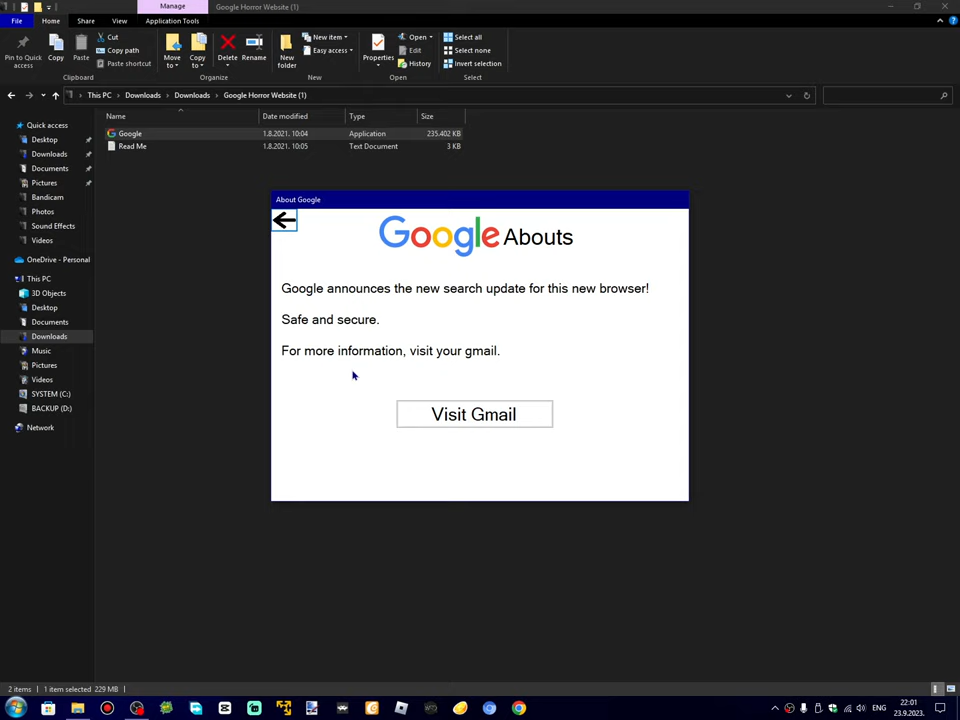 Manage
Google Horror Website (1)
File
Home
Share
View
Application Tools
Pin to Quick access
Copy
Paste
Cut
Copy path
Paste shortcut
Clipboard
Move to
Copy to
Delete
Rename
Organize
New folder
New item
Easy access
New
Properties
Open
Edit
History
Open
Select all
Select none
Invert selection
Select
This PC > Downloads > Downloads > Google Horror Website (1)
Name
Date modified
Type
Size
Google
1.8.2021. 10:04
Application
235.402 KB
Read Me
1.8.2021. 10:05
Text Document
3 KB
Quick access
Desktop
Downloads
Documents
Pictures
Bandicam
Photos
Sound Effects
Videos
OneDrive - Personal
This PC
3D Objects
Desktop
Documents
Downloads
Music
Pictures
Videos
SYSTEM (C:)
BACKUP (D:)
Network
About Google
Google Abouts
Google announces the new search update for this new browser!
Safe and secure.
For more information, visit your gmail.
Visit Gmail
2 items
1 item selected 229 MB
ЕНГ
22:01
23.9.2023.